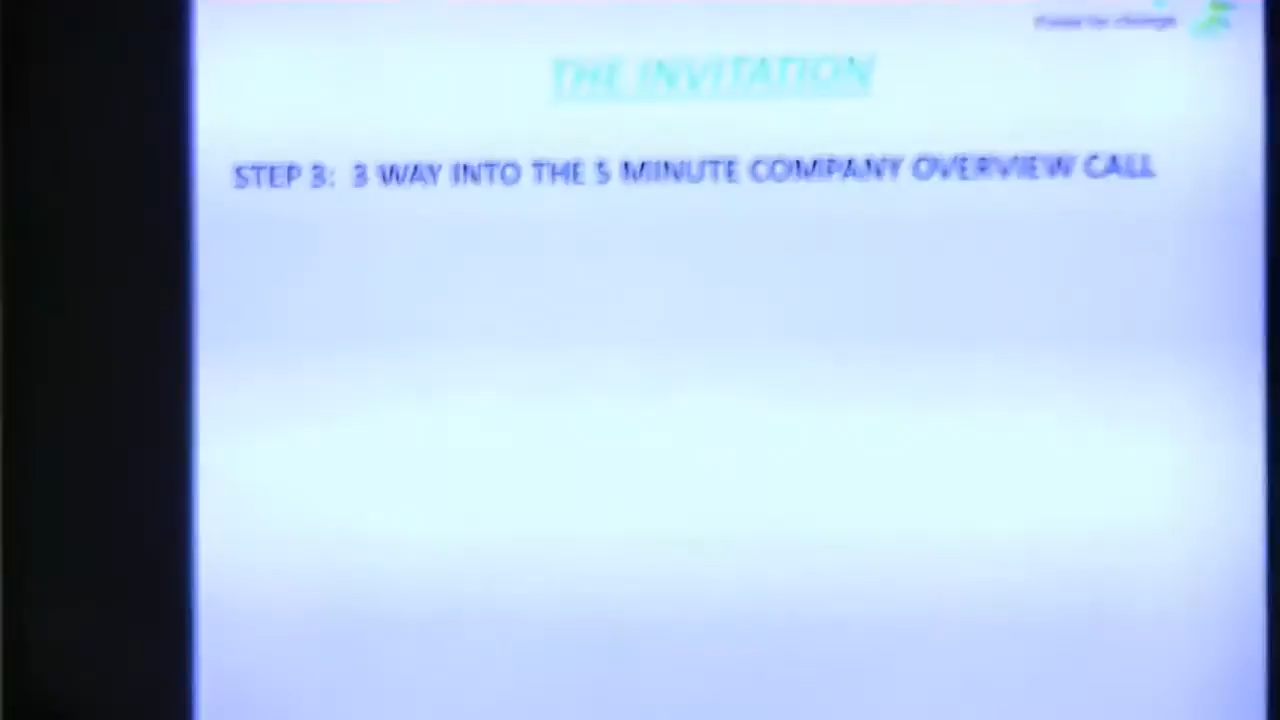 THE INVITATION
STEP 3: 3 WAY INTO THE 5 MINUTE COMPANY OVERVIEW CALL